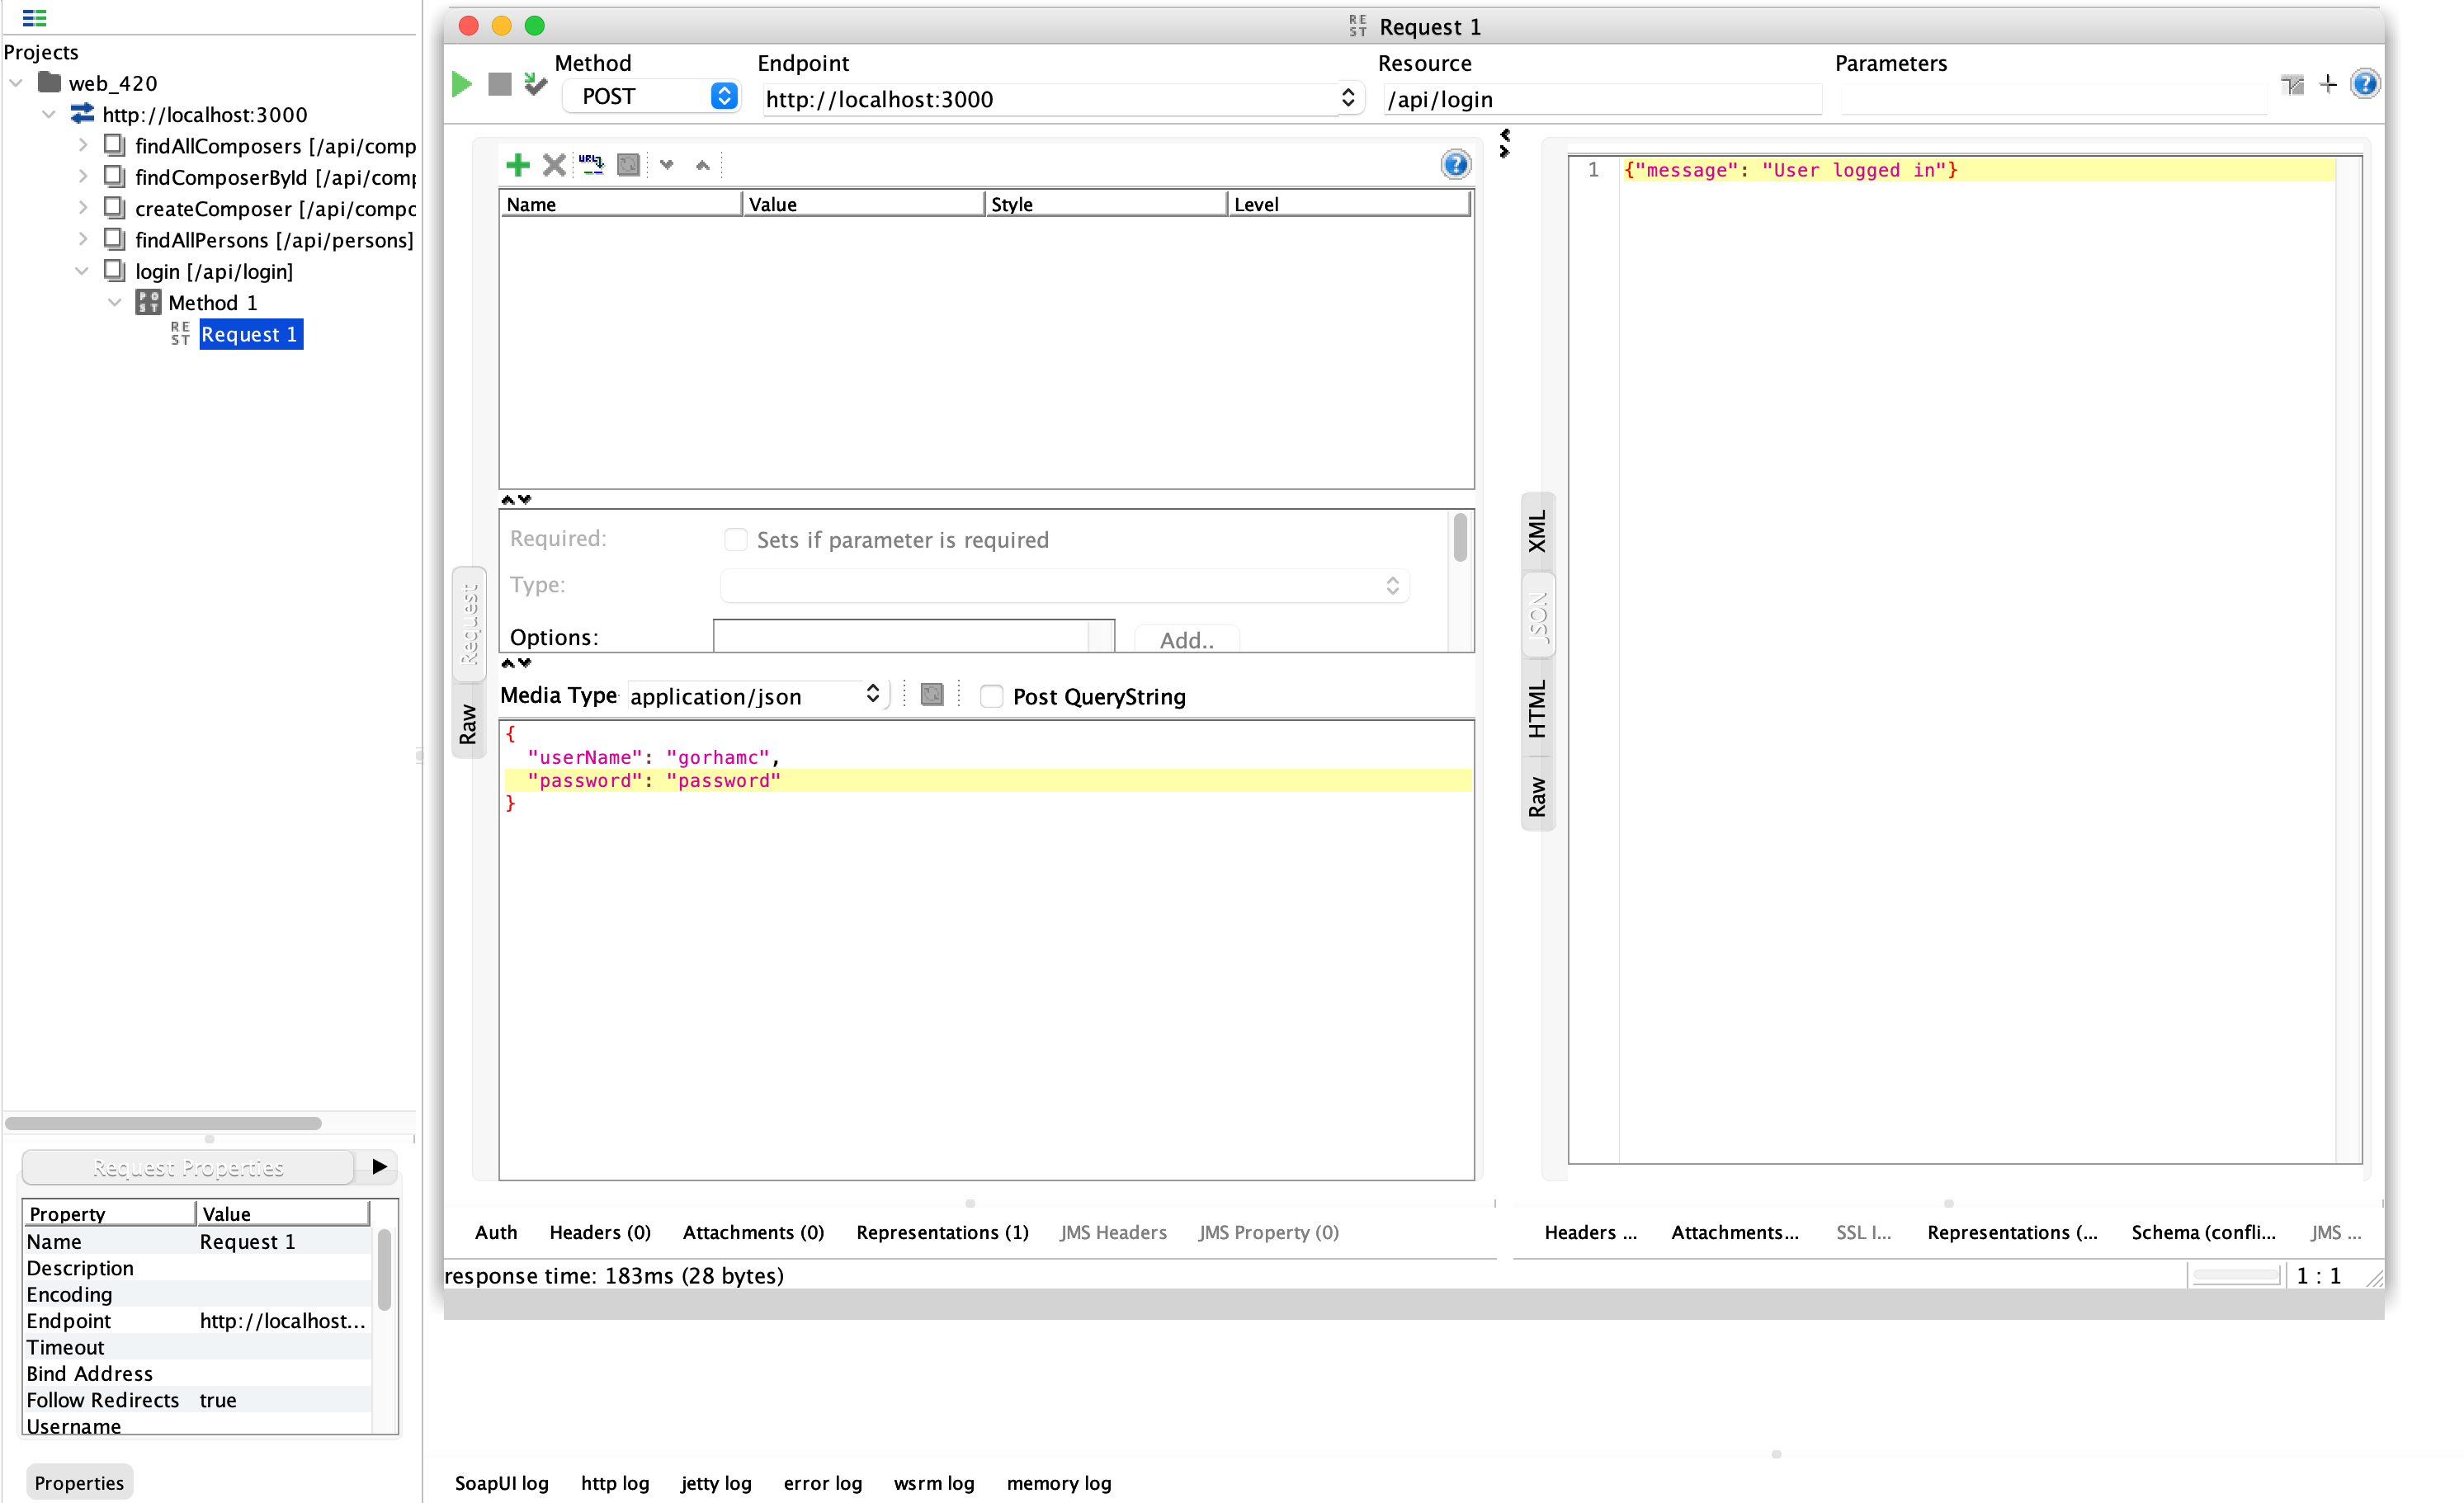 Projects
web_420
http://localhost:3000
findAllComposers [/api/comp
findComposerById [/api/com
createComposer [/api/compo
findAllPersons [/api/persons]
login [/api/login]
POST Method 1
REST Request 1
Request Properties
Property Value
Name Request 1
Description
Encoding
Endpoint http://localhost...
Timeout
Bind Address
Follow Redirects true
Username
Properties
REST Request 1
Method Endpoint Resource Parameters
POST http://localhost:3000 /api/login
URL
Name Value Style Level
Required: Sets if parameter is required
Type:
Options: Add..
Request
Raw
Media Type application/json Post QueryString
{
"userName": "gorhamc",
"password": "password"
}
XML
JSON
HTML
Raw
1 {"message": "User logged in"}
Auth Headers (0) Attachments (0) Representations (1) JMS Headers JMS Property (0)
Headers ... Attachments... SSL I... Representations (... Schema (confli... JMS ...
response time: 183ms (28 bytes)
1 : 1
SoapUI log http log jetty log error log wsrm log memory log